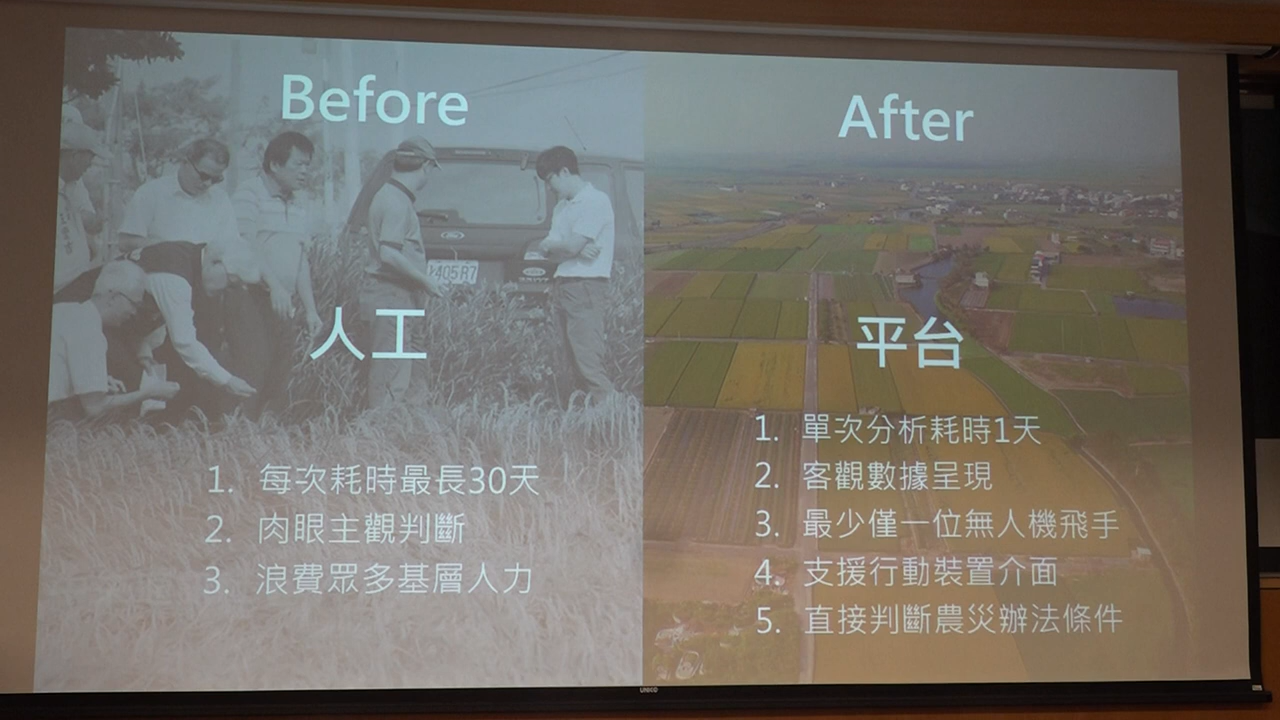 Before
人工
1. 每次耗時最長30天
2. 肉眼主觀判斷
3. 浪費眾多基層人力
After
平台
1. 單次分析耗時1天
2. 客觀數據呈現
3. 最少僅一位無人機飛手
4. 支援行動裝置介面
5. 直接判斷農災辦法條件
Ford
405 R7
UNIKO